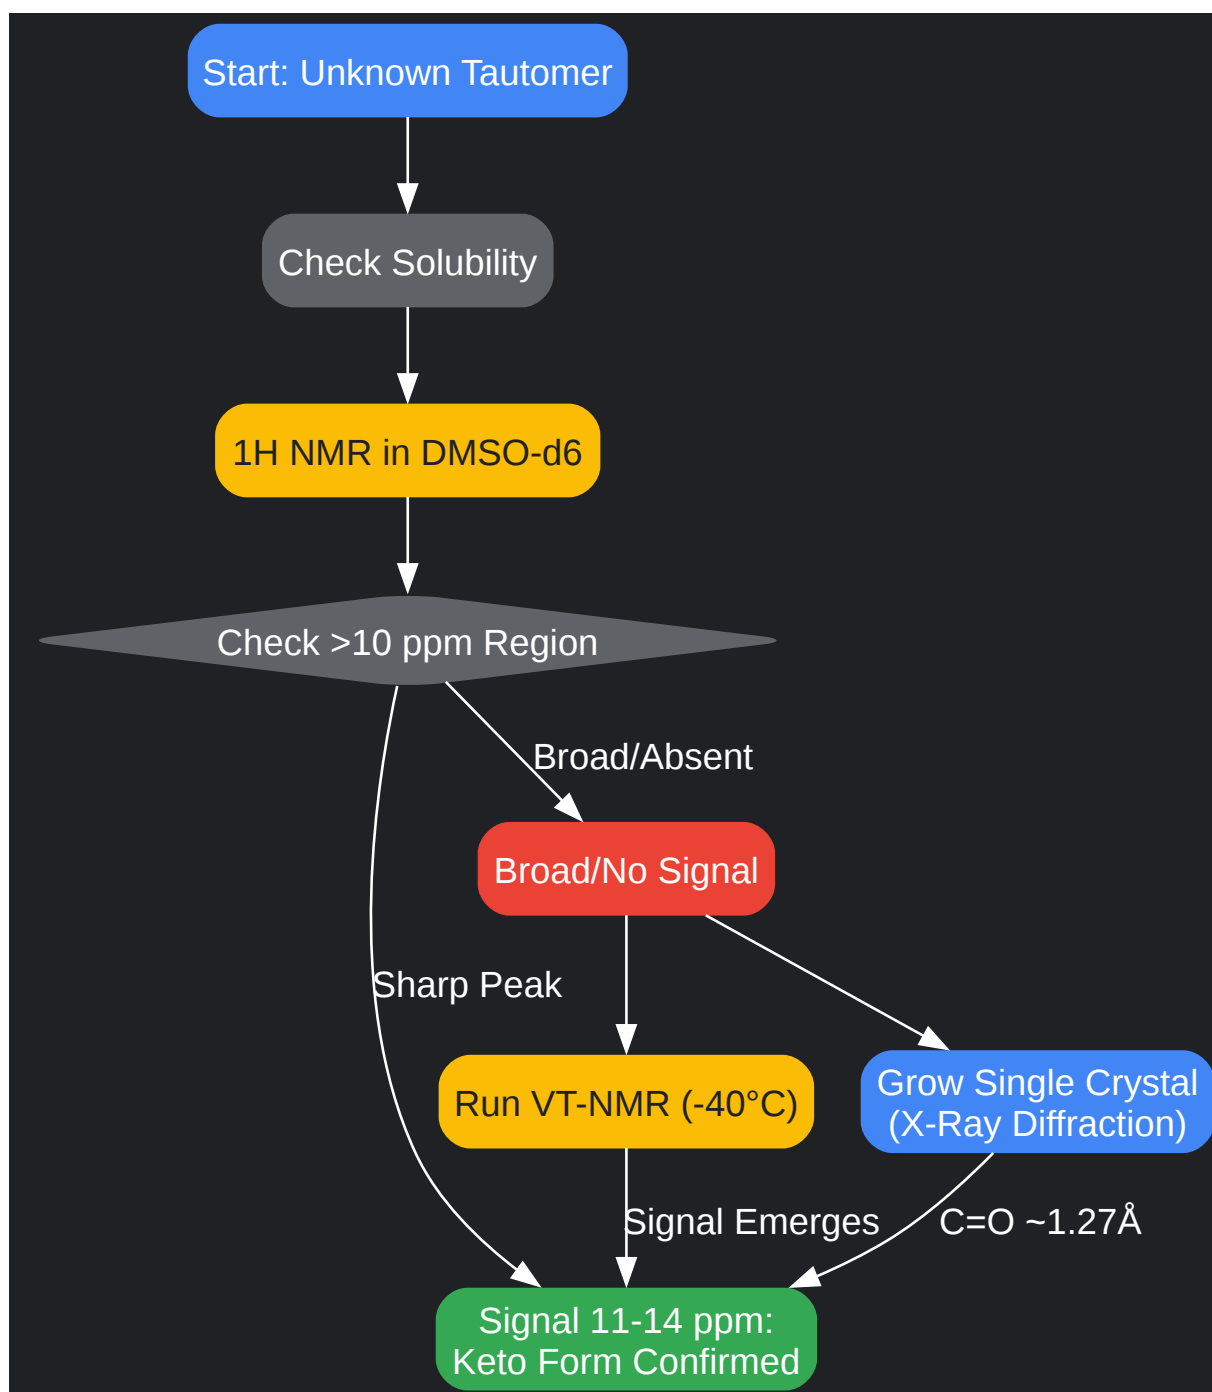 Start: Unknown Tautomer
Check Solubility
1H NMR in DMSO-d6
Check >10 ppm Region
Broad/Absent
Broad/No Signal
Sharp Peak
Run VT-NMR (-40°C)
Grow Single Crystal
(X-Ray Diffraction)
Signal Emerges
C=O ~1.27Å
Signal 11-14 ppm:
Keto Form Confirmed